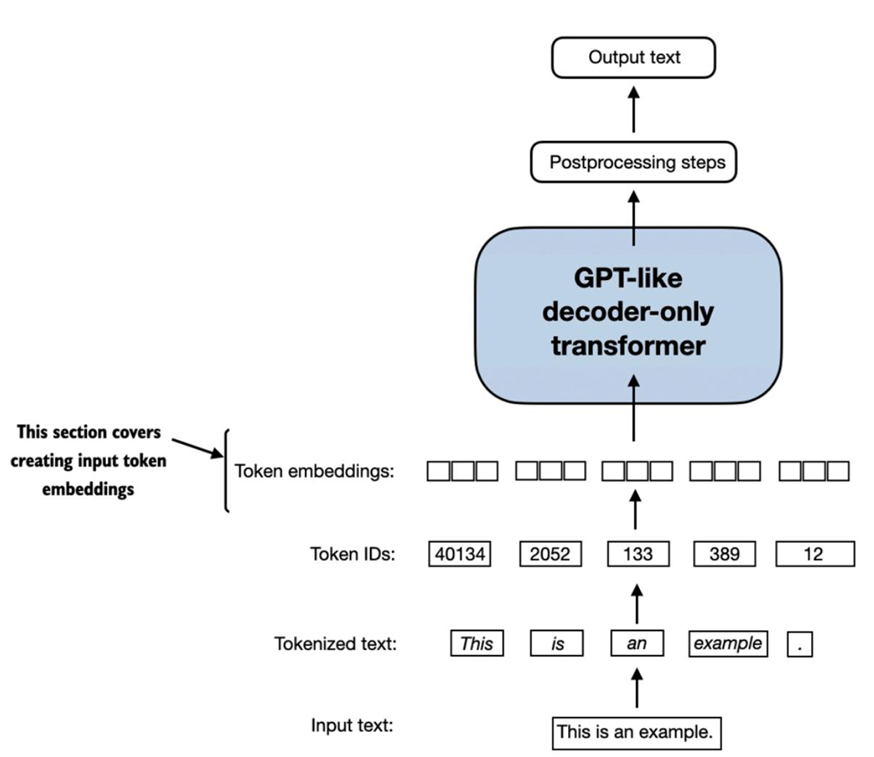 Output text
Postprocessing steps
GPT-like
decoder-only
transformer
This section covers
creating input token
embeddings
Token embeddings:
Token IDs: 40134 2052 133 389 12
Tokenized text: This is an example .
Input text: This is an example.